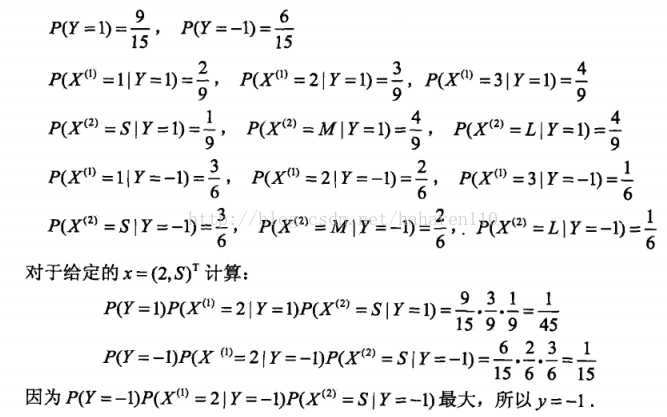 P(Y=1)=9/15, P(Y=-1)=6/15
P(X⁽¹⁾=1|Y=1)=2/9, P(X⁽¹⁾=2|Y=1)=3/9, P(X⁽¹⁾=3|Y=1)=4/9
P(X⁽²⁾=S|Y=1)=1/9, P(X⁽²⁾=M|Y=1)=4/9, P(X⁽²⁾=L|Y=1)=4/9
P(X⁽¹⁾=1|Y=-1)=3/6, P(X⁽¹⁾=2|Y=-1)=2/6, P(X⁽¹⁾=3|Y=-1)=1/6
P(X⁽²⁾=S|Y=-1)=3/6, P(X⁽²⁾=M|Y=-1)=2/6, P(X⁽²⁾=L|Y=-1)=1/6
对于给定的 x=(2,S)ᵀ 计算：
P(Y=1)P(X⁽¹⁾=2|Y=1)P(X⁽²⁾=S|Y=1)=9/15·3/9·1/9=1/45
P(Y=-1)P(X⁽¹⁾=2|Y=-1)P(X⁽²⁾=S|Y=-1)=6/15·2/6·3/6=1/15
因为 P(Y=-1)P(X⁽¹⁾=2|Y=-1)P(X⁽²⁾=S|Y=-1) 最大，所以 y=-1.